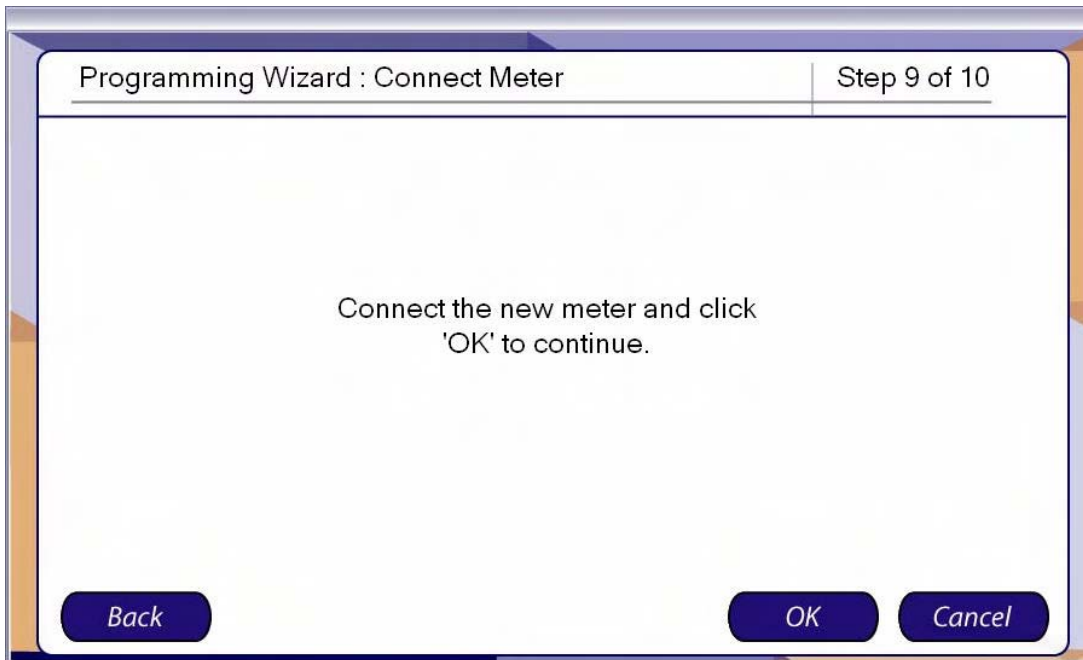 Programming Wizard : Connect Meter
Step 9 of 10
Connect the new meter and click
'OK' to continue.
Back
OK
Cancel